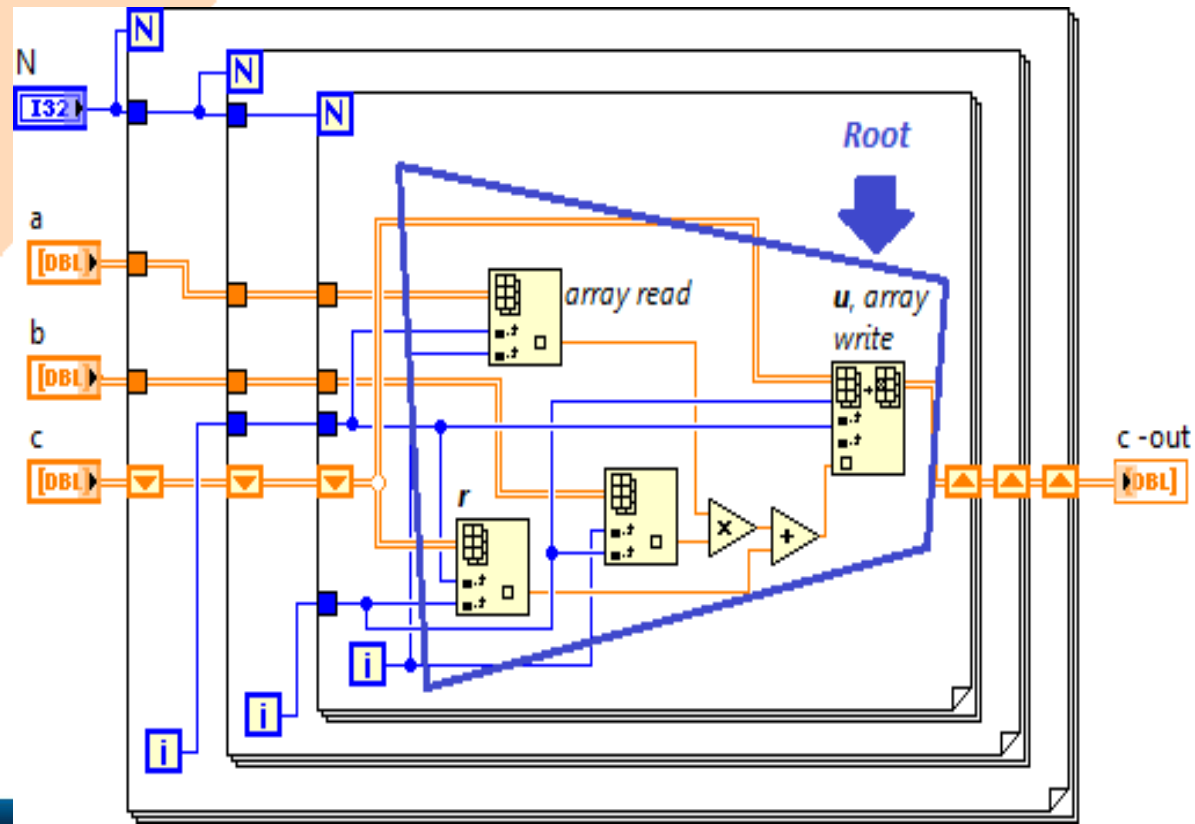 N
N
N
I32
N
Root
a
[DBL]
array read
u, array
write
b
[DBL]
c
[DBL]
r
x
+
c -out
[DBL]
i
i
i